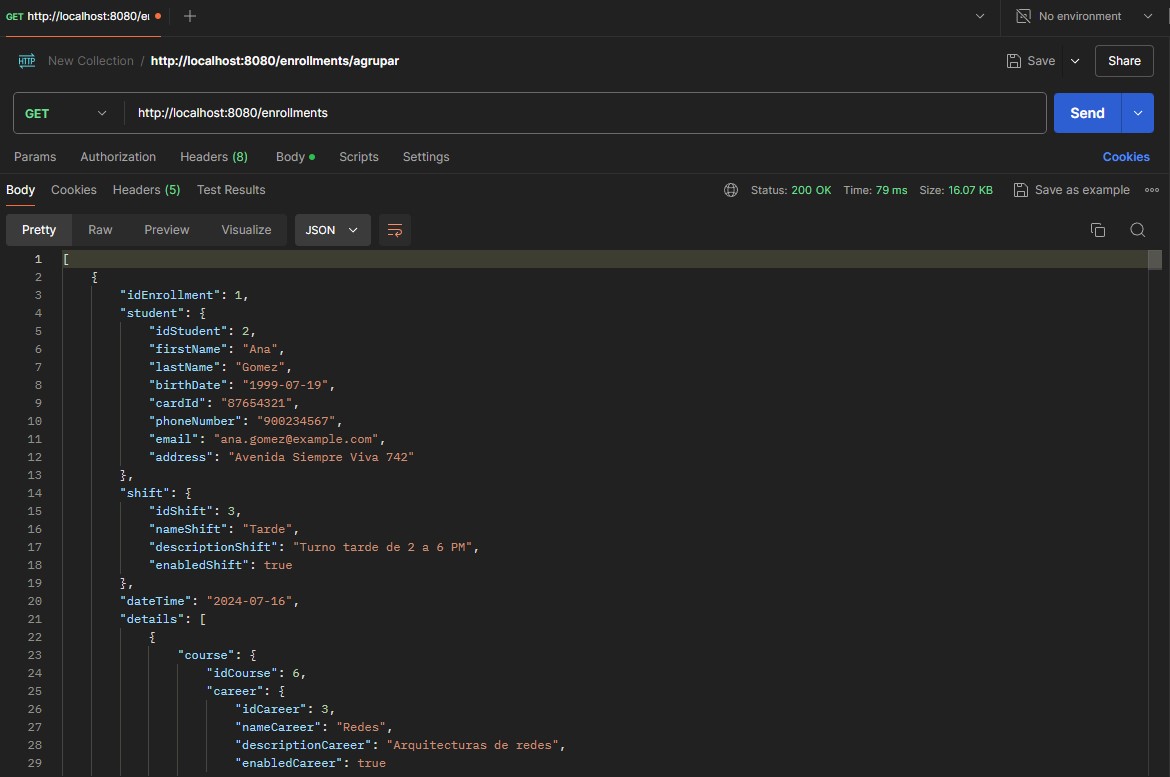 GET http://localhost:8080/e
No environment
New Collection / http://localhost:8080/enrollments/agrupar
Save
Share
GET
http://localhost:8080/enrollments
Send
Params Authorization Headers (8) Body Scripts Settings
Cookies
Body Cookies Headers (5) Test Results
Status: 200 OK Time: 79 ms Size: 16.07 KB
Save as example
Pretty Raw Preview Visualize JSON
1 [
2 {
3 "idEnrollment": 1,
4 "student": {
5 "idStudent": 2,
6 "firstName": "Ana",
7 "lastName": "Gomez",
8 "birthDate": "1999-07-19",
9 "cardId": "87654321",
10 "phoneNumber": "900234567",
11 "email": "ana.gomez@example.com",
12 "address": "Avenida Siempre Viva 742"
13 },
14 "shift": {
15 "idShift": 3,
16 "nameShift": "Tarde",
17 "descriptionShift": "Turno tarde de 2 a 6 PM",
18 "enabledShift": true
19 },
20 "dateTime": "2024-07-16",
21 "details": [
22 {
23 "course": {
24 "idCourse": 6,
25 "career": {
26 "idCareer": 3,
27 "nameCareer": "Redes",
28 "descriptionCareer": "Arquitecturas de redes",
29 "enabledCareer": true